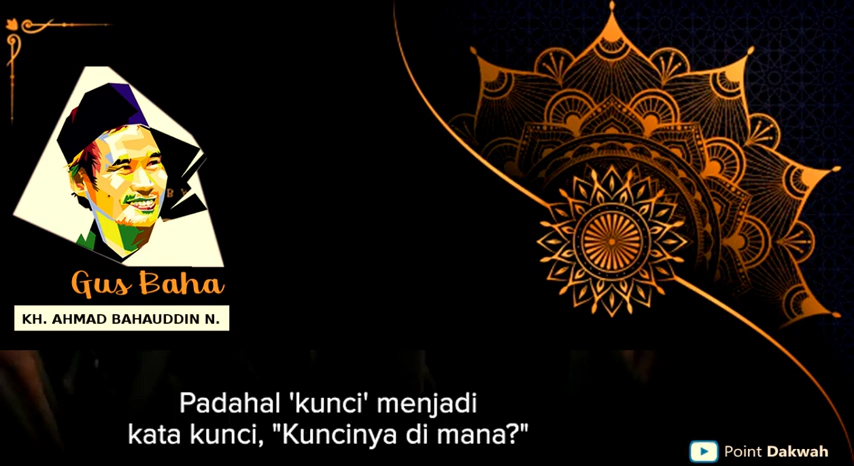 Gus Baha
KH. AHMAD BAHAUDDIN N.
Padahal 'kunci' menjadi
kata kunci, "Kuncinya di mana?"
Point Dakwah